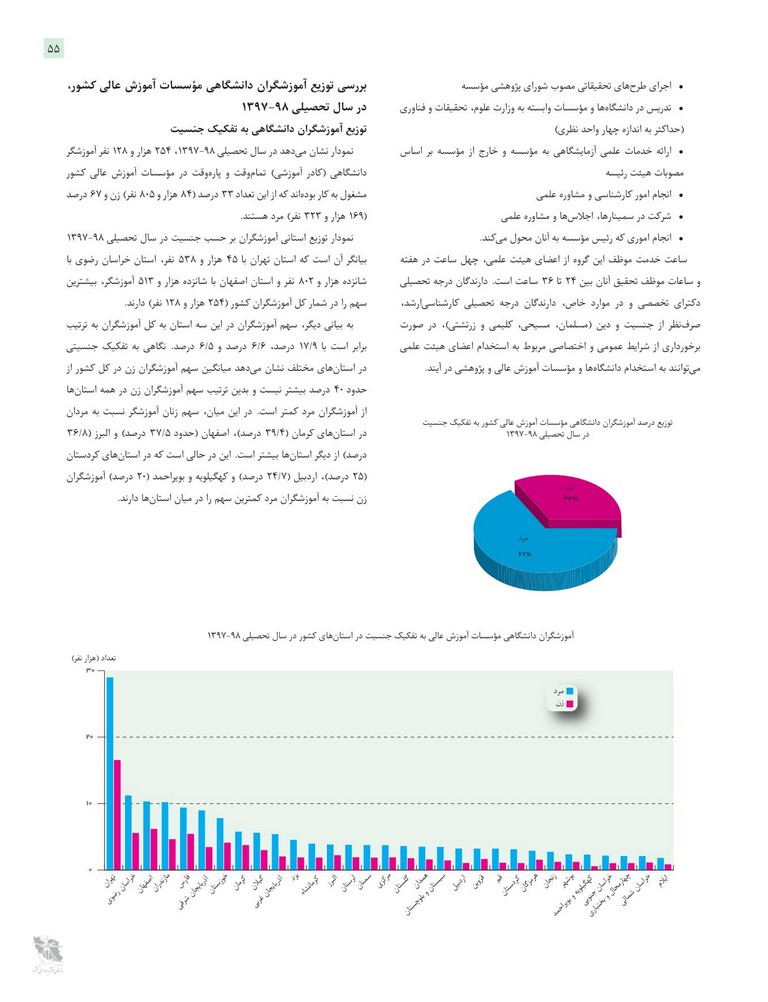 ۵۵
• اجرای طرح‌های تحقیقاتی مصوب شورای پژوهشی مؤسسه
• تدریس در دانشگاه‌ها و مؤسسات وابسته به وزارت علوم، تحقیقات و فناوری
(حداکثر به اندازه چهار واحد نظری)
• ارائه خدمات علمی آزمایشگاهی به مؤسسه و خارج از مؤسسه بر اساس
مصوبات هیئت رئیسه
• انجام امور کارشناسی و مشاوره علمی
• شرکت در سمینارها، اجلاس‌ها و مشاوره علمی
• انجام اموری که رئیس مؤسسه به آنان محول می‌کند.
ساعت خدمت موظف این گروه از اعضای هیئت علمی، چهل ساعت در هفته
و ساعات موظف تحقیق آنان بین ۲۴ تا ۳۶ ساعت است. دارندگان درجه تحصیلی
دکترای تخصصی و در موارد خاص، دارندگان درجه تحصیلی کارشناسی‌ارشد،
صرف‌نظر از جنسیت و دین (مسلمان، مسیحی، کلیمی و زرتشتی)، در صورت
برخورداری از شرایط عمومی و اختصاصی مربوط به استخدام اعضای هیئت علمی
می‌توانند به استخدام دانشگاه‌ها و مؤسسات آموزش عالی و پژوهشی در آیند.
توزیع درصد آموزشگران دانشگاهی مؤسسات آموزش عالی کشور به تفکیک جنسیت
در سال تحصیلی ۹۸-۱۳۹۷
زن
۳۳%
مرد
۶۷%
بررسی توزیع آموزشگران دانشگاهی مؤسسات آموزش عالی کشور،
در سال تحصیلی ۹۸-۱۳۹۷
توزیع آموزشگران دانشگاهی به تفکیک جنسیت
نمودار نشان می‌دهد در سال تحصیلی ۹۸-۱۳۹۷، ۲۵۴ هزار و ۱۲۸ نفر آموزشگر
دانشگاهی (کادر آموزشی) تمام‌وقت و پاره‌وقت در مؤسسات آموزش عالی کشور
مشغول به کار بوده‌اند که از این تعداد ۳۳ درصد (۸۴ هزار و ۸۰۵ نفر) زن و ۶۷ درصد
(۱۶۹ هزار و ۳۲۳ نفر) مرد هستند.
نمودار توزیع استانی آموزشگران بر حسب جنسیت در سال تحصیلی ۹۸-۱۳۹۷
بیانگر آن است که استان تهران با ۴۵ هزار و ۵۳۸ نفر، استان خراسان رضوی با
شانزده هزار و ۸۰۲ نفر و استان اصفهان با شانزده هزار و ۵۱۳ آموزشگر، بیشترین
سهم را در شمار کل آموزشگران کشور (۲۵۴ هزار و ۱۲۸ نفر) دارند.
به بیانی دیگر، سهم آموزشگران در این سه استان به کل آموزشگران به ترتیب
برابر است با ۱۷/۹ درصد، ۶/۶ درصد و ۶/۵ درصد. نگاهی به تفکیک جنسیتی
در استان‌های مختلف نشان می‌دهد میانگین سهم آموزشگران زن در کل کشور از
حدود ۴۰ درصد بیشتر نیست و بدین ترتیب سهم آموزشگران زن در همه استان‌ها
از آموزشگران مرد کمتر است. در این میان، سهم زنان آموزشگر نسبت به مردان
در استان‌های کرمان (۳۹/۴ درصد)، اصفهان (حدود ۳۷/۵ درصد) و البرز (۳۶/۸
درصد) از دیگر استان‌ها بیشتر است. این در حالی است که در استان‌های کردستان
(۲۵ درصد)، اردبیل (۲۴/۷ درصد) و کهگیلویه و بویراحمد (۲۰ درصد) آموزشگران
زن نسبت به آموزشگران مرد کمترین سهم را در میان استان‌ها دارند.
آموزشگران دانشگاهی مؤسسات آموزش عالی به تفکیک جنسیت در استان‌های کشور در سال تحصیلی ۹۸-۱۳۹۷
تعداد (هزار نفر)
۳۰
۲۰
۱۰
۰
مرد
زن
تهران
خراسان رضوی
اصفهان
مازندران
فارس
آذربایجان شرقی
خوزستان
کرمان
گیلان
آذربایجان غربی
یزد
کرمانشاه
البرز
لرستان
سمنان
مرکزی
گلستان
همدان
سیستان و بلوچستان
اردبیل
قزوین
قم
کردستان
هرمزگان
زنجان
بوشهر
کهگیلویه و بویراحمد
خراسان جنوبی
چهارمحال و بختیاری
خراسان شمالی
ایلام